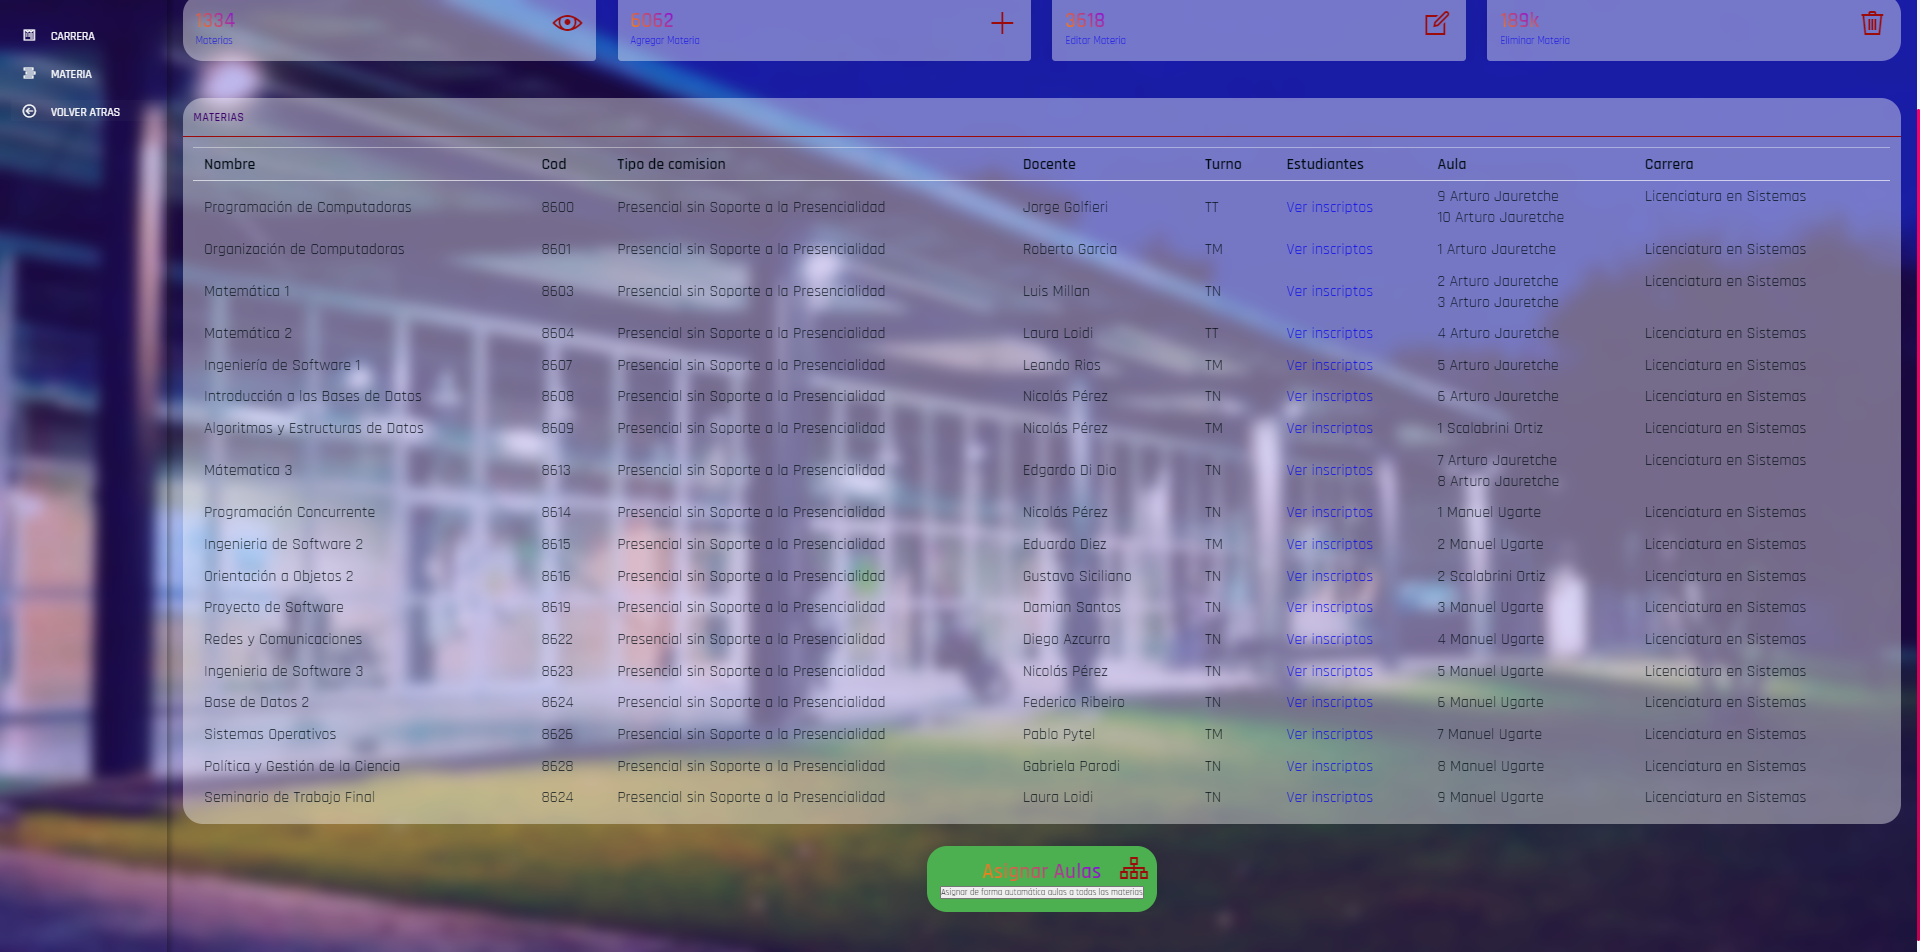 CARRERA
MATERIA
VOLVER ATRAS
1334
Materias
6062
Agregar Materia
3618
Editar Materia
189k
Eliminar Materia
MATERIAS
Nombre Cod Tipo de comision Docente Turno Estudiantes Aula Carrera
Programación de Computadoras 8600 Presencial sin Soporte a la Presencialidad Jorge Golfieri TT Ver inscriptos 9 Arturo Jauretche Licenciatura en Sistemas
10 Arturo Jauretche
Organización de Computadoras 8601 Presencial sin Soporte a la Presencialidad Roberto Garcia TM Ver inscriptos 1 Arturo Jauretche Licenciatura en Sistemas
Matemática 1 8603 Presencial sin Soporte a la Presencialidad Luis Millan TN Ver inscriptos 2 Arturo Jauretche Licenciatura en Sistemas
3 Arturo Jauretche
Matemática 2 8604 Presencial sin Soporte a la Presencialidad Laura Loidi TT Ver inscriptos 4 Arturo Jauretche Licenciatura en Sistemas
Ingeniería de Software 1 8607 Presencial sin Soporte a la Presencialidad Leando Rios TM Ver inscriptos 5 Arturo Jauretche Licenciatura en Sistemas
Introducción a las Bases de Datos 8608 Presencial sin Soporte a la Presencialidad Nicolás Pérez TN Ver inscriptos 6 Arturo Jauretche Licenciatura en Sistemas
Algoritmos y Estructuras de Datos 8609 Presencial sin Soporte a la Presencialidad Nicolás Pérez TM Ver inscriptos 1 Scalabrini Ortiz Licenciatura en Sistemas
Mátematica 3 8613 Presencial sin Soporte a la Presencialidad Edgardo Di Dio TN Ver inscriptos 7 Arturo Jauretche Licenciatura en Sistemas
8 Arturo Jauretche
Programación Concurrente 8614 Presencial sin Soporte a la Presencialidad Nicolás Pérez TN Ver inscriptos 1 Manuel Ugarte Licenciatura en Sistemas
Ingenieria de Software 2 8615 Presencial sin Soporte a la Presencialidad Eduardo Diez TM Ver inscriptos 2 Manuel Ugarte Licenciatura en Sistemas
Orientación a Objetos 2 8616 Presencial sin Soporte a la Presencialidad Gustavo Siciliano TN Ver inscriptos 2 Scalabrini Ortiz Licenciatura en Sistemas
Proyecto de Software 8619 Presencial sin Soporte a la Presencialidad Damian Santos TN Ver inscriptos 3 Manuel Ugarte Licenciatura en Sistemas
Redes y Comunicaciones 8622 Presencial sin Soporte a la Presencialidad Diego Azcurra TN Ver inscriptos 4 Manuel Ugarte Licenciatura en Sistemas
Ingenieria de Software 3 8623 Presencial sin Soporte a la Presencialidad Nicolás Pérez TN Ver inscriptos 5 Manuel Ugarte Licenciatura en Sistemas
Base de Datos 2 8624 Presencial sin Soporte a la Presencialidad Federico Ribeiro TN Ver inscriptos 6 Manuel Ugarte Licenciatura en Sistemas
Sistemas Operativos 8626 Presencial sin Soporte a la Presencialidad Pablo Pytel TM Ver inscriptos 7 Manuel Ugarte Licenciatura en Sistemas
Política y Gestión de la Ciencia 8628 Presencial sin Soporte a la Presencialidad Gabriela Parodi TN Ver inscriptos 8 Manuel Ugarte Licenciatura en Sistemas
Seminario de Trabajo Final 8624 Presencial sin Soporte a la Presencialidad Laura Loidi TN Ver inscriptos 9 Manuel Ugarte Licenciatura en Sistemas
Asignar Aulas
Asignar de forma automática aulas a todas las materias